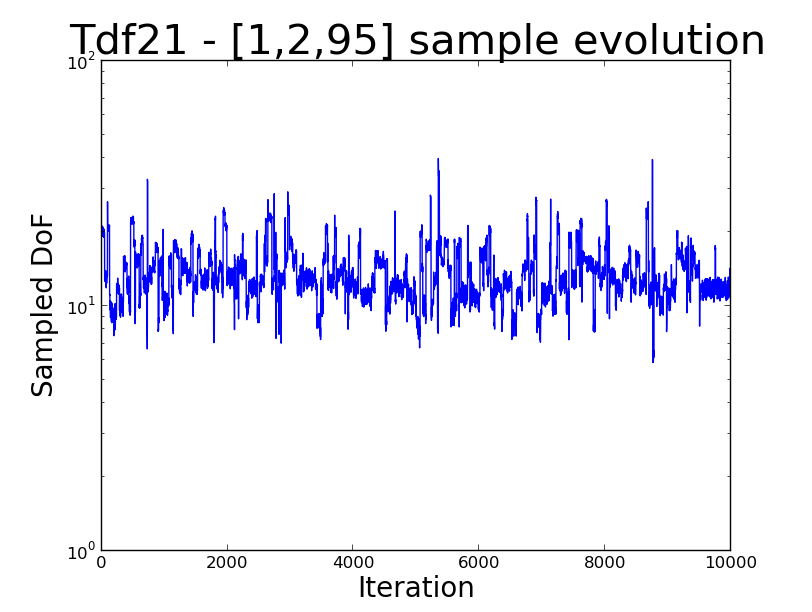 Tdf21 - [1,2,95] sample evolution
10^2
10^1
10^0
Sampled DoF
0 2000 4000 6000 8000 10000
Iteration